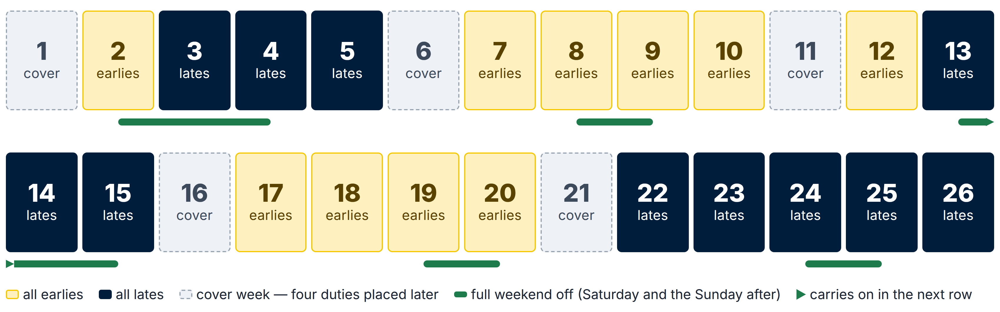 1 2 3 4 5 6 7 8 9 10 11 12 13
cover earlies lates lates lates cover earlies earlies earlies earlies cover earlies lates
14 15 16 17 18 19 20 21 22 23 24 25 26
lates lates cover earlies earlies earlies earlies cover lates lates lates lates lates
all earlies all lates cover week — four duties placed later full weekend off (Saturday and the Sunday after) carries on in the next row